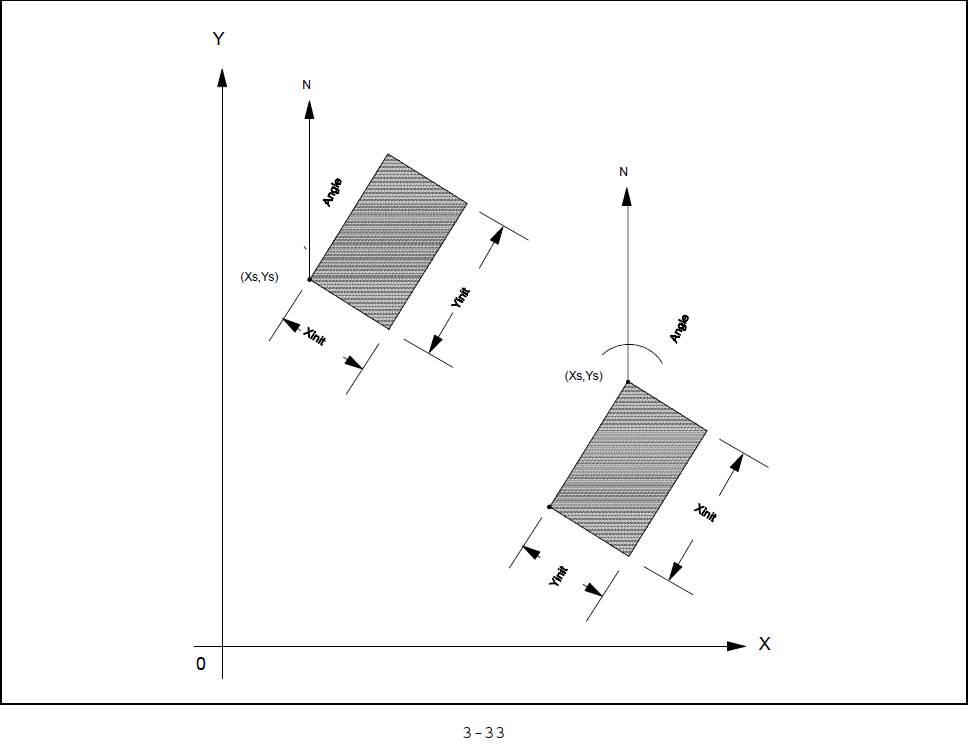 Y
N
Angle
(Xs,Ys)
Xinit
Yinit
N
Angle
(Xs,Ys)
Xinit
Yinit
X
0
3-33